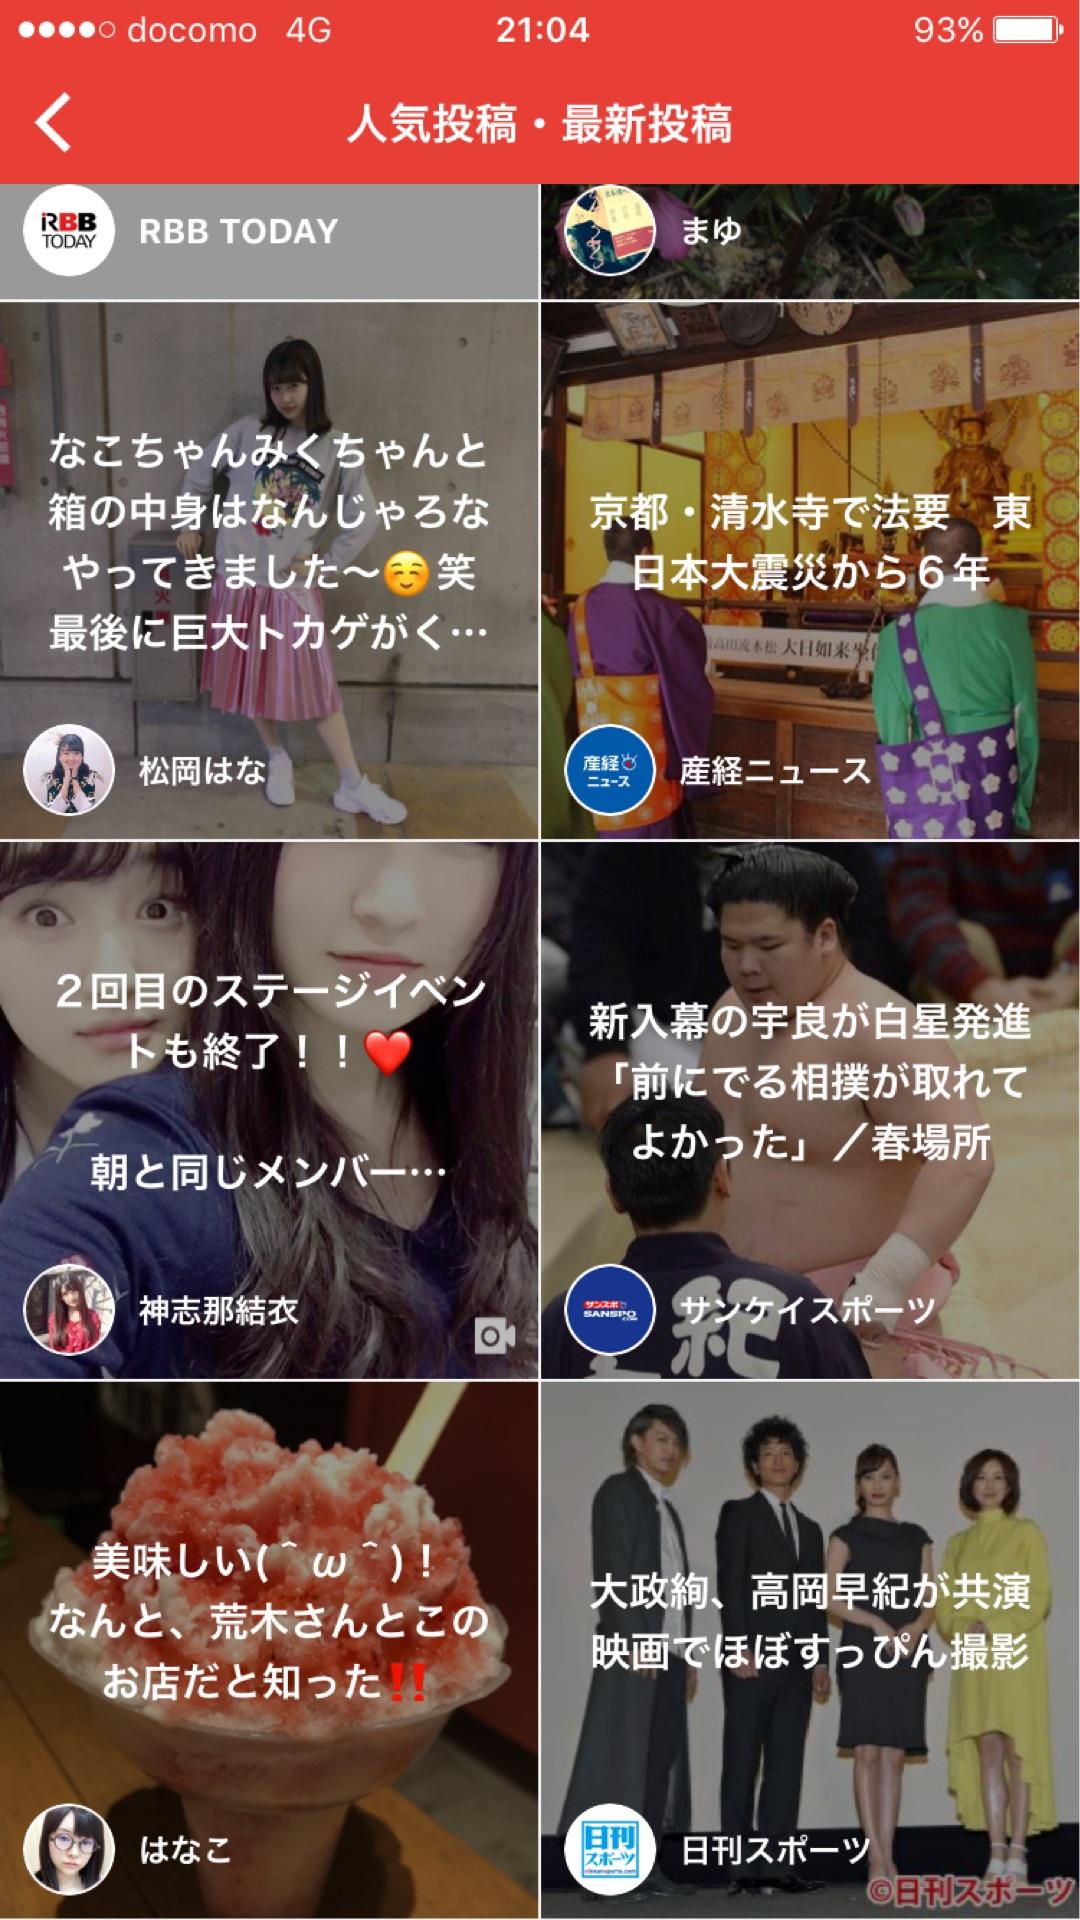 docomo 4G 21:04 93%
人気投稿・最新投稿
RBB TODAY
RBB TODAY
まゆ
なこちゃんみくちゃんと
箱の中身はなんじゃろな
やってきました〜☺️笑
最後に巨大トカゲがく…
松岡はな
京都・清水寺で法要　東
日本大震災から６年
大日如来坐
産経
ニュース
産経ニュース
２回目のステージイベン
トも終了！！❤️
朝と同じメンバー…
神志那結衣
新入幕の宇良が白星発進
「前にでる相撲が取れて
よかった」／春場所
紀
サンスポ
SANSPO
.COM
サンケイスポーツ
美味しい(＾ω＾)！
なんと、荒木さんとこの
お店だと知った‼️
はなこ
大政絢、高岡早紀が共演
映画でほぼすっぴん撮影
日刊
スポーツ
nikkansports.com
日刊スポーツ
©日刊スポーツ